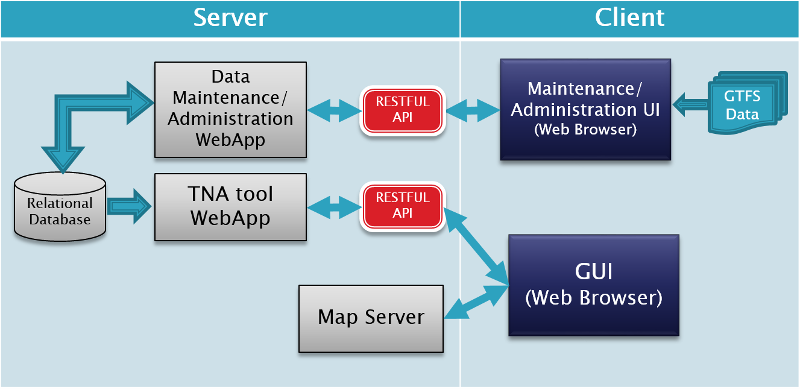 Server
Client
Data
Maintenance/
Administration
WebApp
RESTFUL
API
Maintenance/
Administration UI
(Web Browser)
GTFS
Data
Relational
Database
TNA tool
WebApp
RESTFUL
API
GUI
(Web Browser)
Map Server